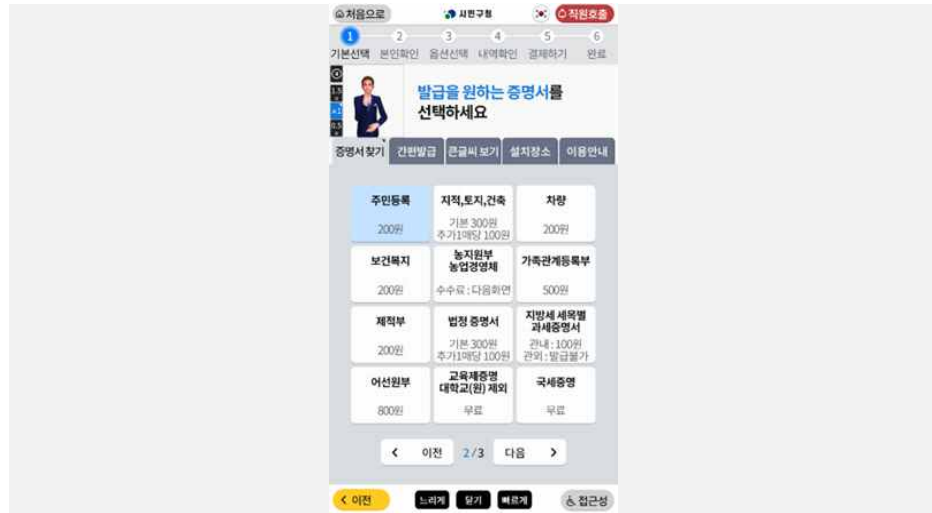 처음으로
시민구청
직원호출
1 2 3 4 5 6
기본선택 본인확인 옵션선택 내역확인 결제하기 완료
발급을 원하는 증명서를
선택하세요
증명서 찾기 간편발급 큰글씨 보기 설치장소 이용안내
주민등록
200원
지적,토지,건축
기본 300원
추가1매당 100원
차량
200원
보건복지
200원
농지원부
농업경영체
수수료 : 다음화면
가족관계등록부
500원
제적부
200원
법정 증명서
기본 300원
추가1매당 100원
지방세 세목별
과세증명서
관내 : 100원
관외 : 발급불가
어선원부
800원
교육제증명
대학교(원) 제외
무료
국세증명
무료
이전 2/3 다음
이전 느리게 닫기 빠르게 접근성